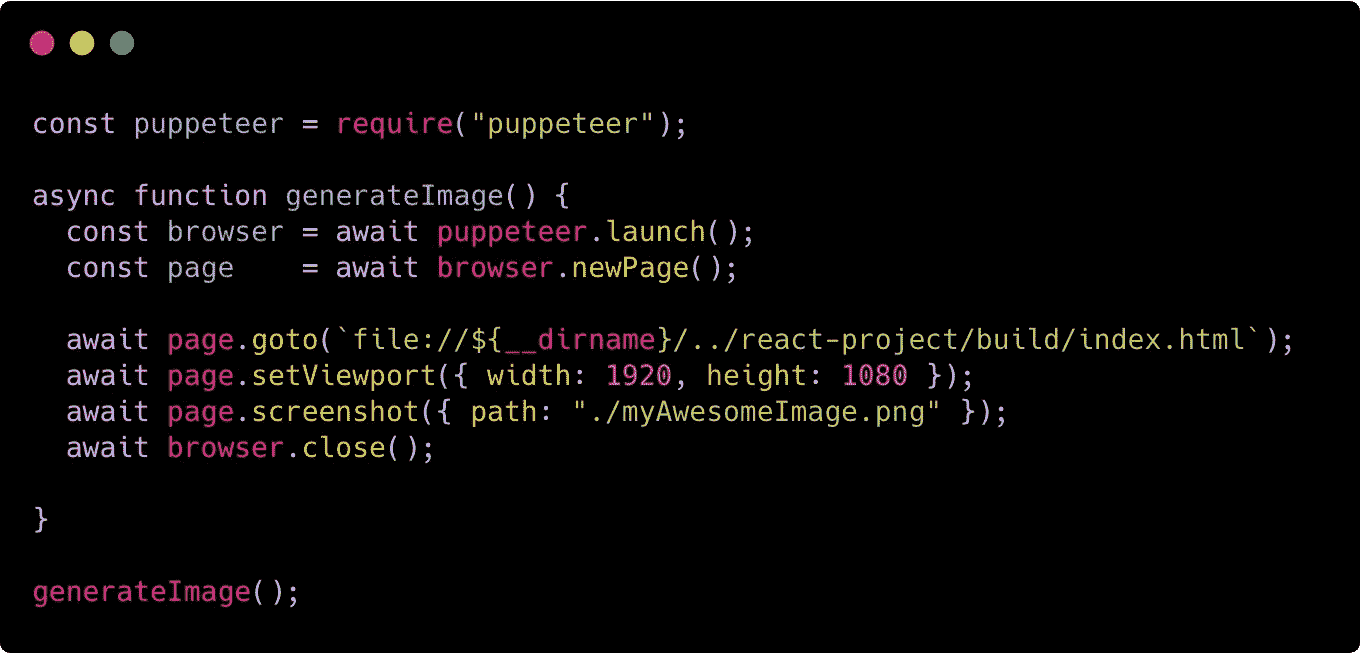 const puppeteer = require("puppeteer");
async function generateImage() {
  const browser = await puppeteer.launch();
  const page    = await browser.newPage();
  await page.goto(`file://${__dirname}/../react-project/build/index.html`);
  await page.setViewport({ width: 1920, height: 1080 });
  await page.screenshot({ path: "./myAwesomeImage.png" });
  await browser.close();
}
generateImage();